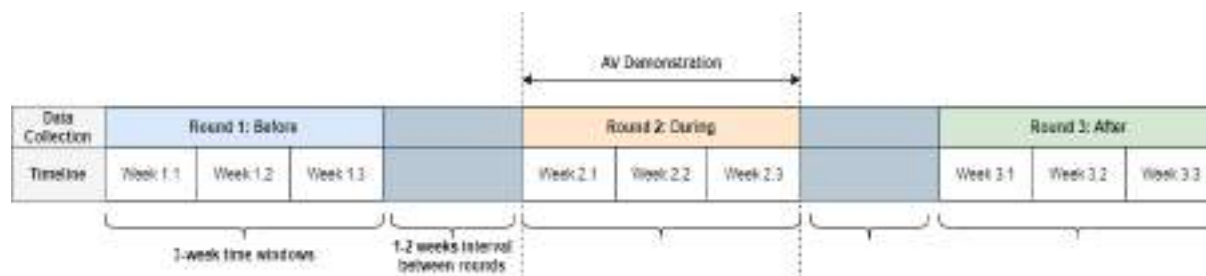 AV Demonstration
Data
Collection
Round 1: Before
Round 2: During
Round 3: After
Timeline
Week 1.1
Week 1.2
Week 1.3
Week 2.1
Week 2.2
Week 2.3
Week 3.1
Week 3.2
Week 3.3
3-week time windows
1-2 weeks interval
between rounds